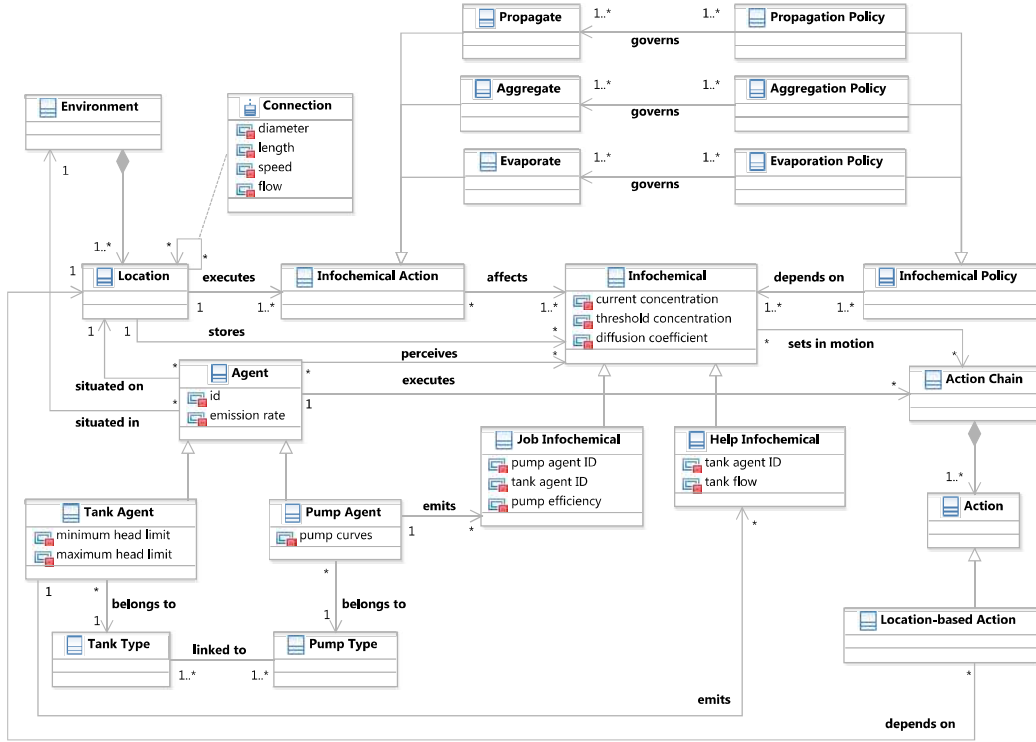 Propagate
1..*
1..*
Propagation Policy
governs
Aggregate
1..*
1..*
Aggregation Policy
governs
Evaporate
1..*
1..*
Evaporation Policy
governs
Environment
1
Connection
diameter
length
speed
flow
1..*
*
*
1
Location
executes
1
1..*
Infochemical Action
affects
*
1..*
Infochemical
current concentration
threshold concentration
diffusion coefficient
depends on
1..*
1..*
Infochemical Policy
1
1
stores
*
perceives
*
*
sets in motion
*
*
situated on
*
situated in
*
Agent
id
emission rate
executes
1
*
Action Chain
1..*
Job Infochemical
pump agent ID
tank agent ID
pump efficiency
Help Infochemical
tank agent ID
tank flow
*
Action
Tank Agent
minimum head limit
maximum head limit
Pump Agent
pump curves
emits
1
*
1
*
belongs to
1
*
belongs to
1
Tank Type
linked to
1..*
1..*
Pump Type
Location-based Action
*
emits
depends on